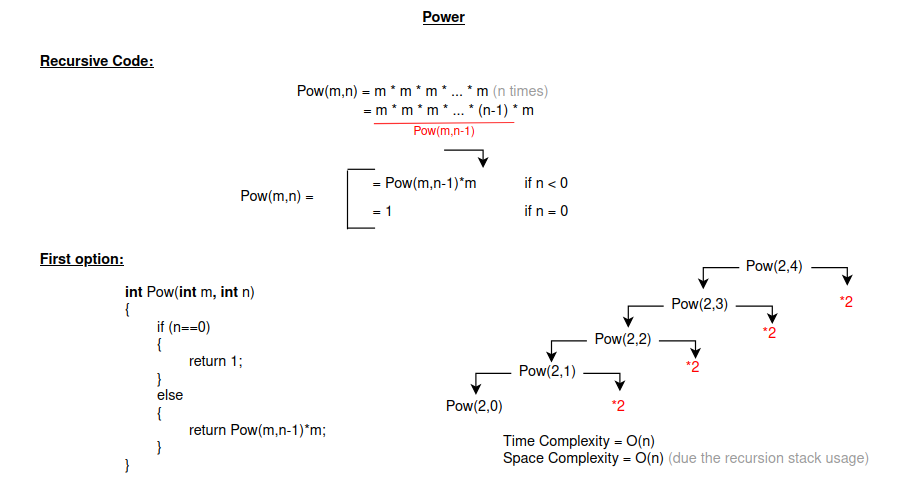 Power
Recursive Code:
Pow(m,n) = m * m * m * ... * m (n times)
= m * m * m * ... * (n-1) * m
Pow(m,n-1)
Pow(m,n) =
= Pow(m,n-1)*m if n < 0
= 1 if n = 0
First option:
int Pow(int m, int n)
{
if (n==0)
{
return 1;
}
else
{
return Pow(m,n-1)*m;
}
}
Pow(2,4)
*2
Pow(2,3)
*2
Pow(2,2)
*2
Pow(2,1)
*2
Pow(2,0)
Time Complexity = O(n)
Space Complexity = O(n) (due the recursion stack usage)